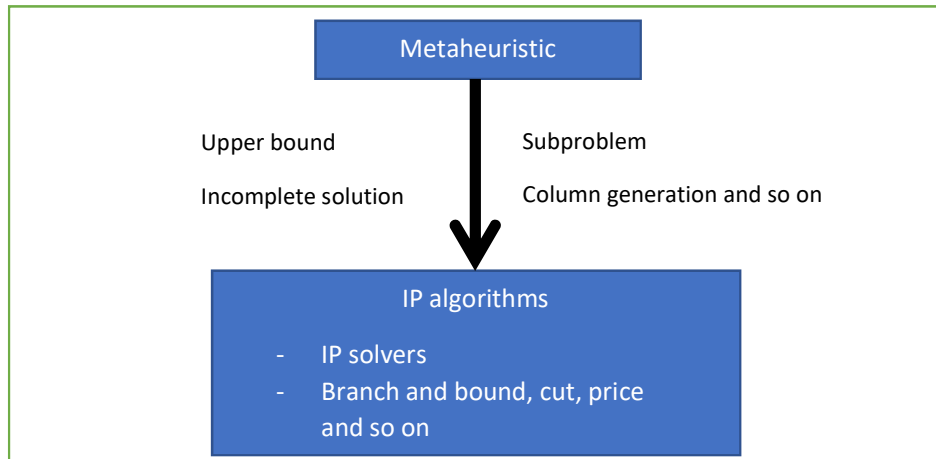 Metaheuristic
Upper bound
Incomplete solution
Subproblem
Column generation and so on
IP algorithms
- IP solvers
- Branch and bound, cut, price
and so on